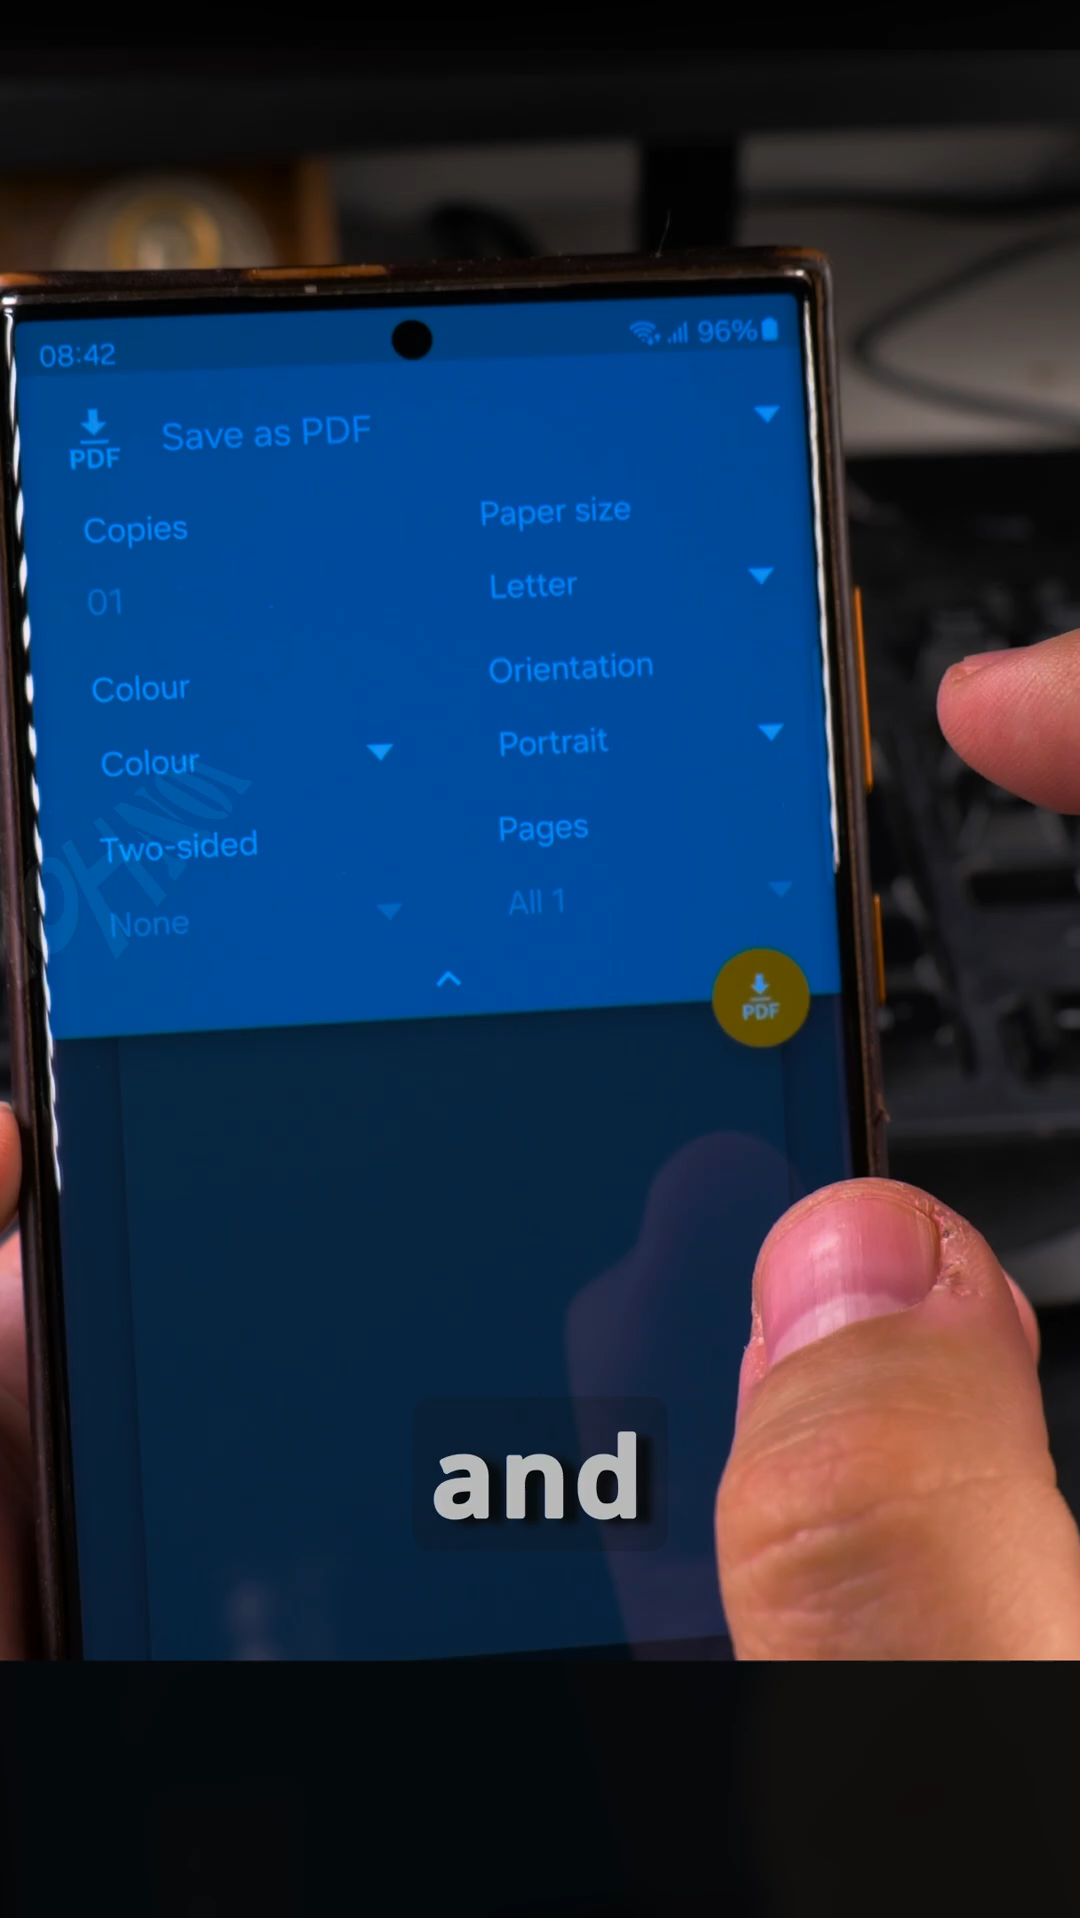 08:42
96%
PDF
Save as PDF
Copies
Paper size
01
Letter
Colour
Orientation
Colour
Portrait
Two-sided
Pages
None
All 1
PDF
and